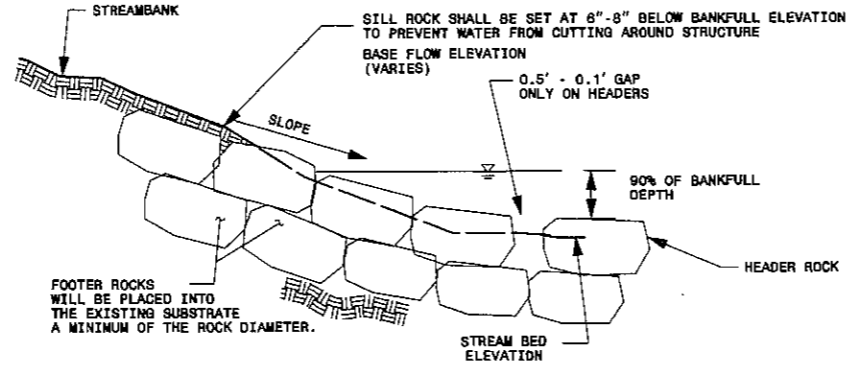 STREAMBANK
SILL ROCK SHALL BE SET AT 6"-8" BELOW BANKFULL ELEVATION
TO PREVENT WATER FROM CUTTING AROUND STRUCTURE
BASE FLOW ELEVATION
(VARIES)
0.5' - 0.1' GAP
ONLY ON HEADERS
SLOPE
90% OF BANKFULL
DEPTH
HEADER ROCK
FOOTER ROCKS
WILL BE PLACED INTO
THE EXISTING SUBSTRATE
A MINIMUM OF THE ROCK DIAMETER.
STREAM BED
ELEVATION